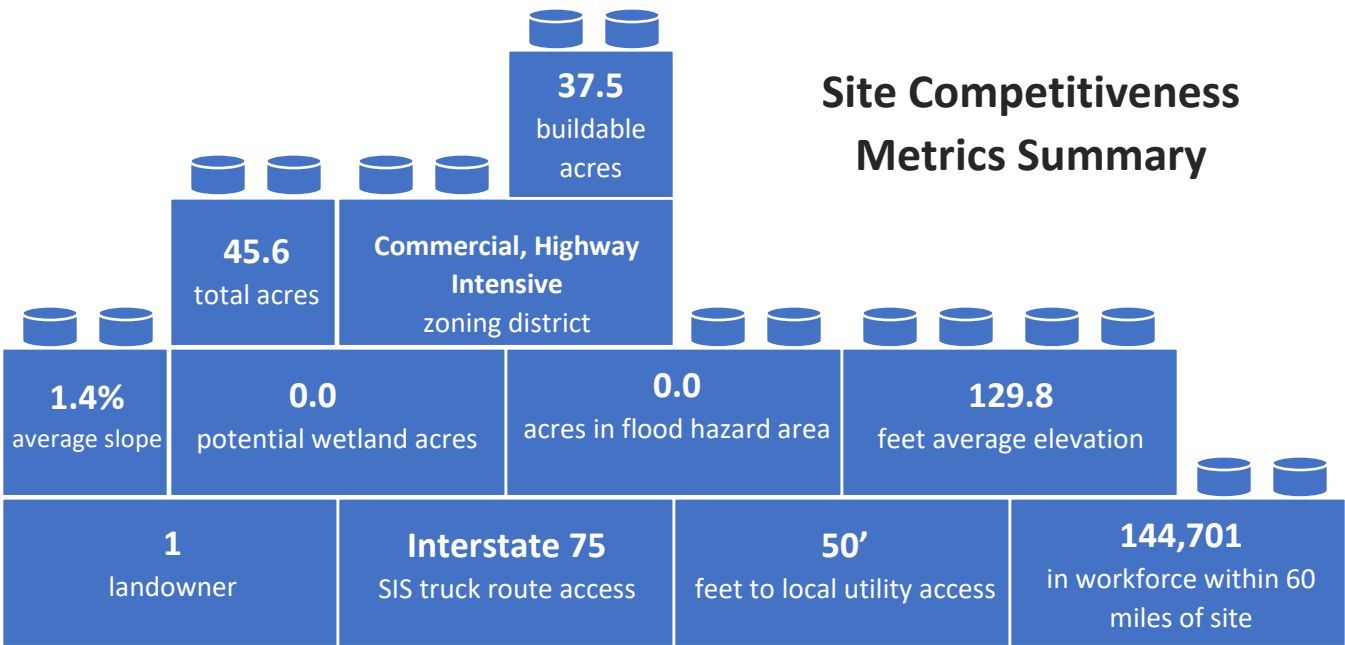 Site Competitiveness
Metrics Summary
37.5
buildable
acres
45.6
total acres
Commercial, Highway
Intensive
zoning district
1.4%
average slope
0.0
potential wetland acres
0.0
acres in flood hazard area
129.8
feet average elevation
1
landowner
Interstate 75
SIS truck route access
50’
feet to local utility access
144,701
in workforce within 60
miles of site